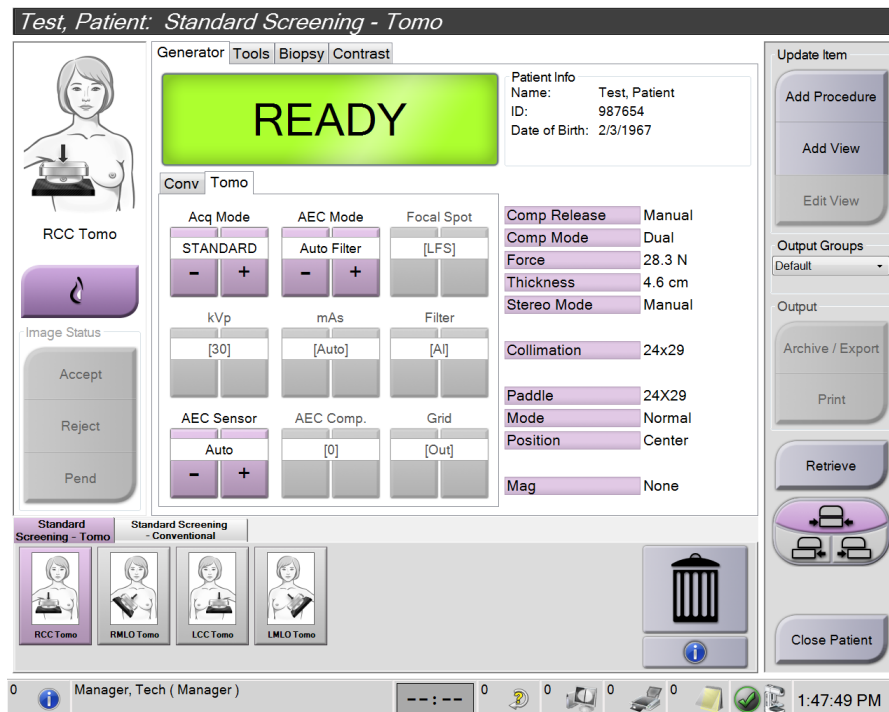 Test, Patient:  Standard Screening - Tomo
Generator Tools Biopsy Contrast
READY
Patient Info
Name: Test, Patient
ID: 987654
Date of Birth: 2/3/1967
RCC Tomo
Image Status
Accept
Reject
Pend
Conv Tomo
Acq Mode AEC Mode Focal Spot
STANDARD Auto Filter [LFS]
- + - +
kVp mAs Filter
[30] [Auto] [Al]
AEC Sensor AEC Comp. Grid
Auto [0] [Out]
- +
Comp Release Manual
Comp Mode Dual
Force 28.3 N
Thickness 4.6 cm
Stereo Mode Manual
Collimation 24x29
Paddle 24X29
Mode Normal
Position Center
Mag None
Update Item
Add Procedure
Add View
Edit View
Output Groups
Default
Output
Archive / Export
Print
Retrieve
Close Patient
Standard
Screening - Tomo
Standard Screening
- Conventional
RCC Tomo RMLO Tomo LCC Tomo LMLO Tomo
0 i Manager, Tech ( Manager ) --:-- 0 ? 0 0 0 1:47:49 PM